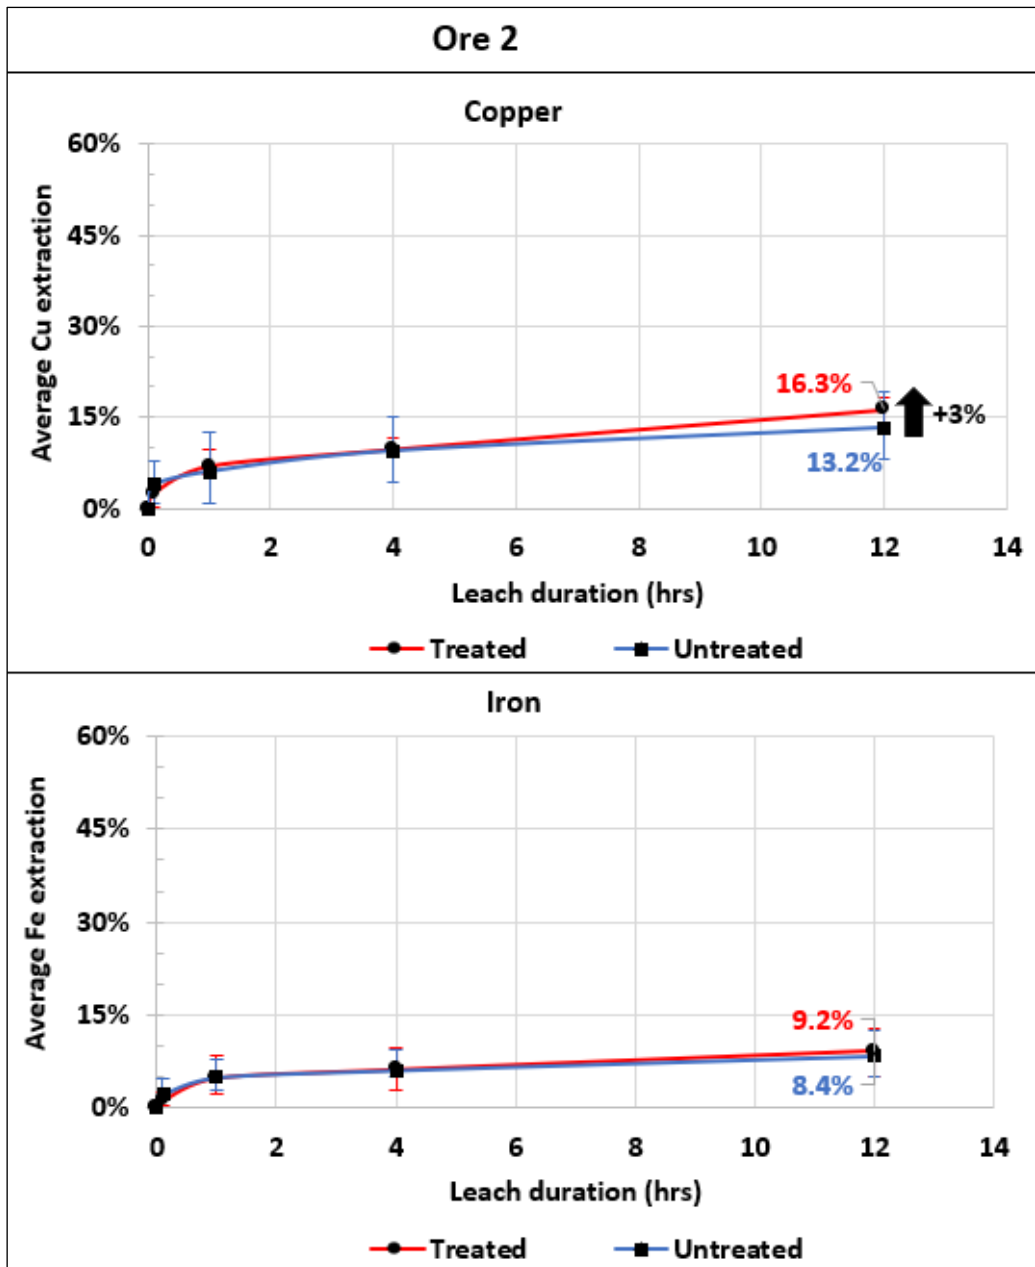 Ore 2
Copper
60%
45%
30%
15%
0%
Average Cu extraction
16.3%
+3%
13.2%
0 2 4 6 8 10 12 14
Leach duration (hrs)
Treated Untreated
Iron
60%
45%
30%
15%
0%
Average Fe extraction
9.2%
8.4%
0 2 4 6 8 10 12 14
Leach duration (hrs)
Treated Untreated